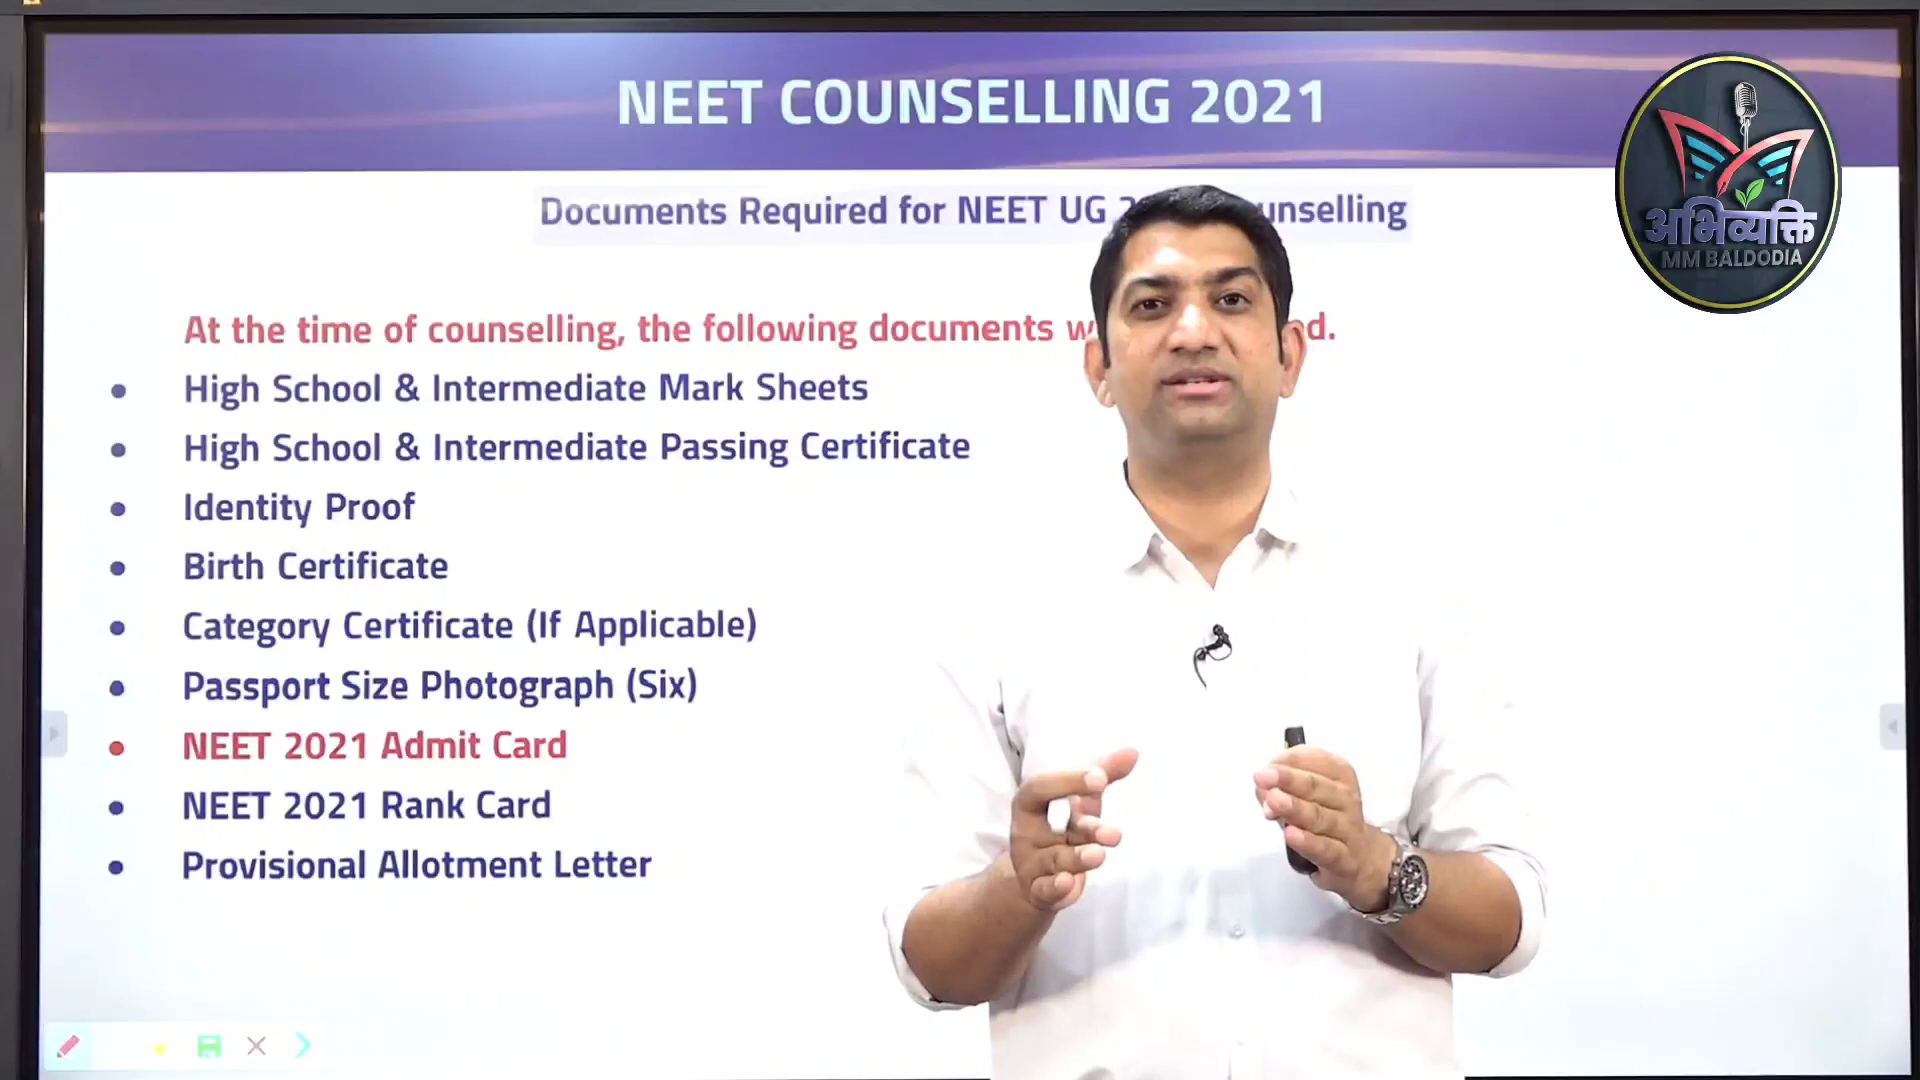 NEET COUNSELLING 2021
अभिव्यक्ति
MM BALDODIA
Documents Required for NEET UG unselling
At the time of counselling, the following documents
High School & Intermediate Mark Sheets
High School & Intermediate Passing Certificate
Identity Proof
Birth Certificate
Category Certificate (If Applicable)
Passport Size Photograph (Six)
NEET 2021 Admit Card
NEET 2021 Rank Card
Provisional Allotment Letter